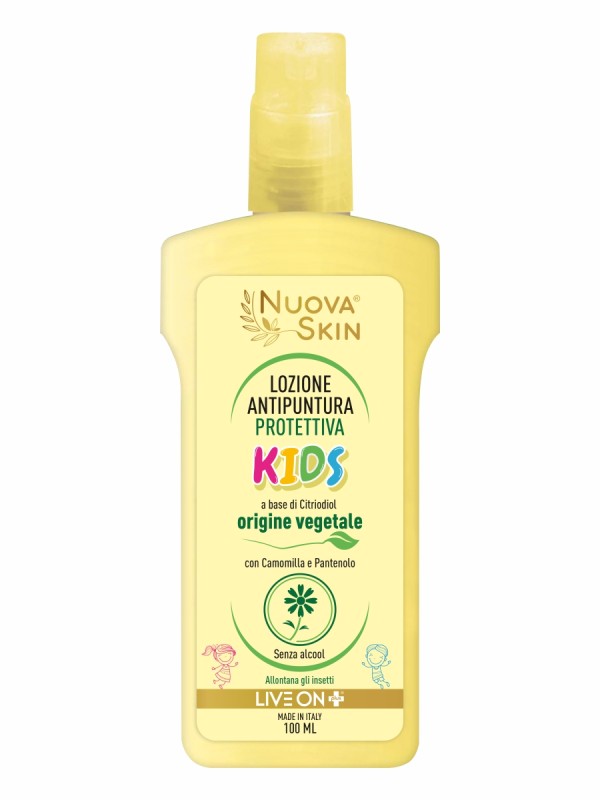 NUOVA®
SKIN
LOZIONE
ANTIPUNTURA
PROTETTIVA
KIDS
a base di Citriodiol
origine vegetale
con Camomilla e Pantenolo
Senza alcool
Allontana gli insetti
LIVE ON
MADE IN ITALY
100 ML